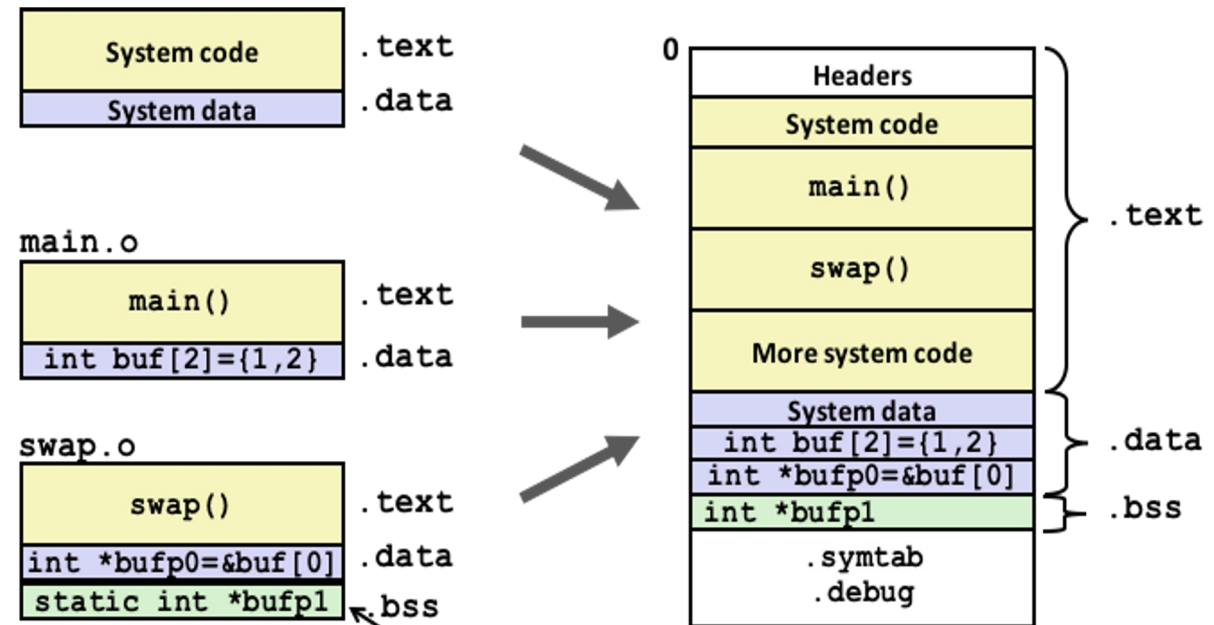 System code .text
System data .data
main.o
main() .text
int buf[2]={1,2} .data
swap.o
swap() .text
int *bufp0=&buf[0] .data
static int *bufp1 .bss
0
Headers
System code
main()
swap()
More system code
.text
System data
int buf[2]={1,2}
int *bufp0=&buf[0]
.data
int *bufp1 .bss
.symtab
.debug